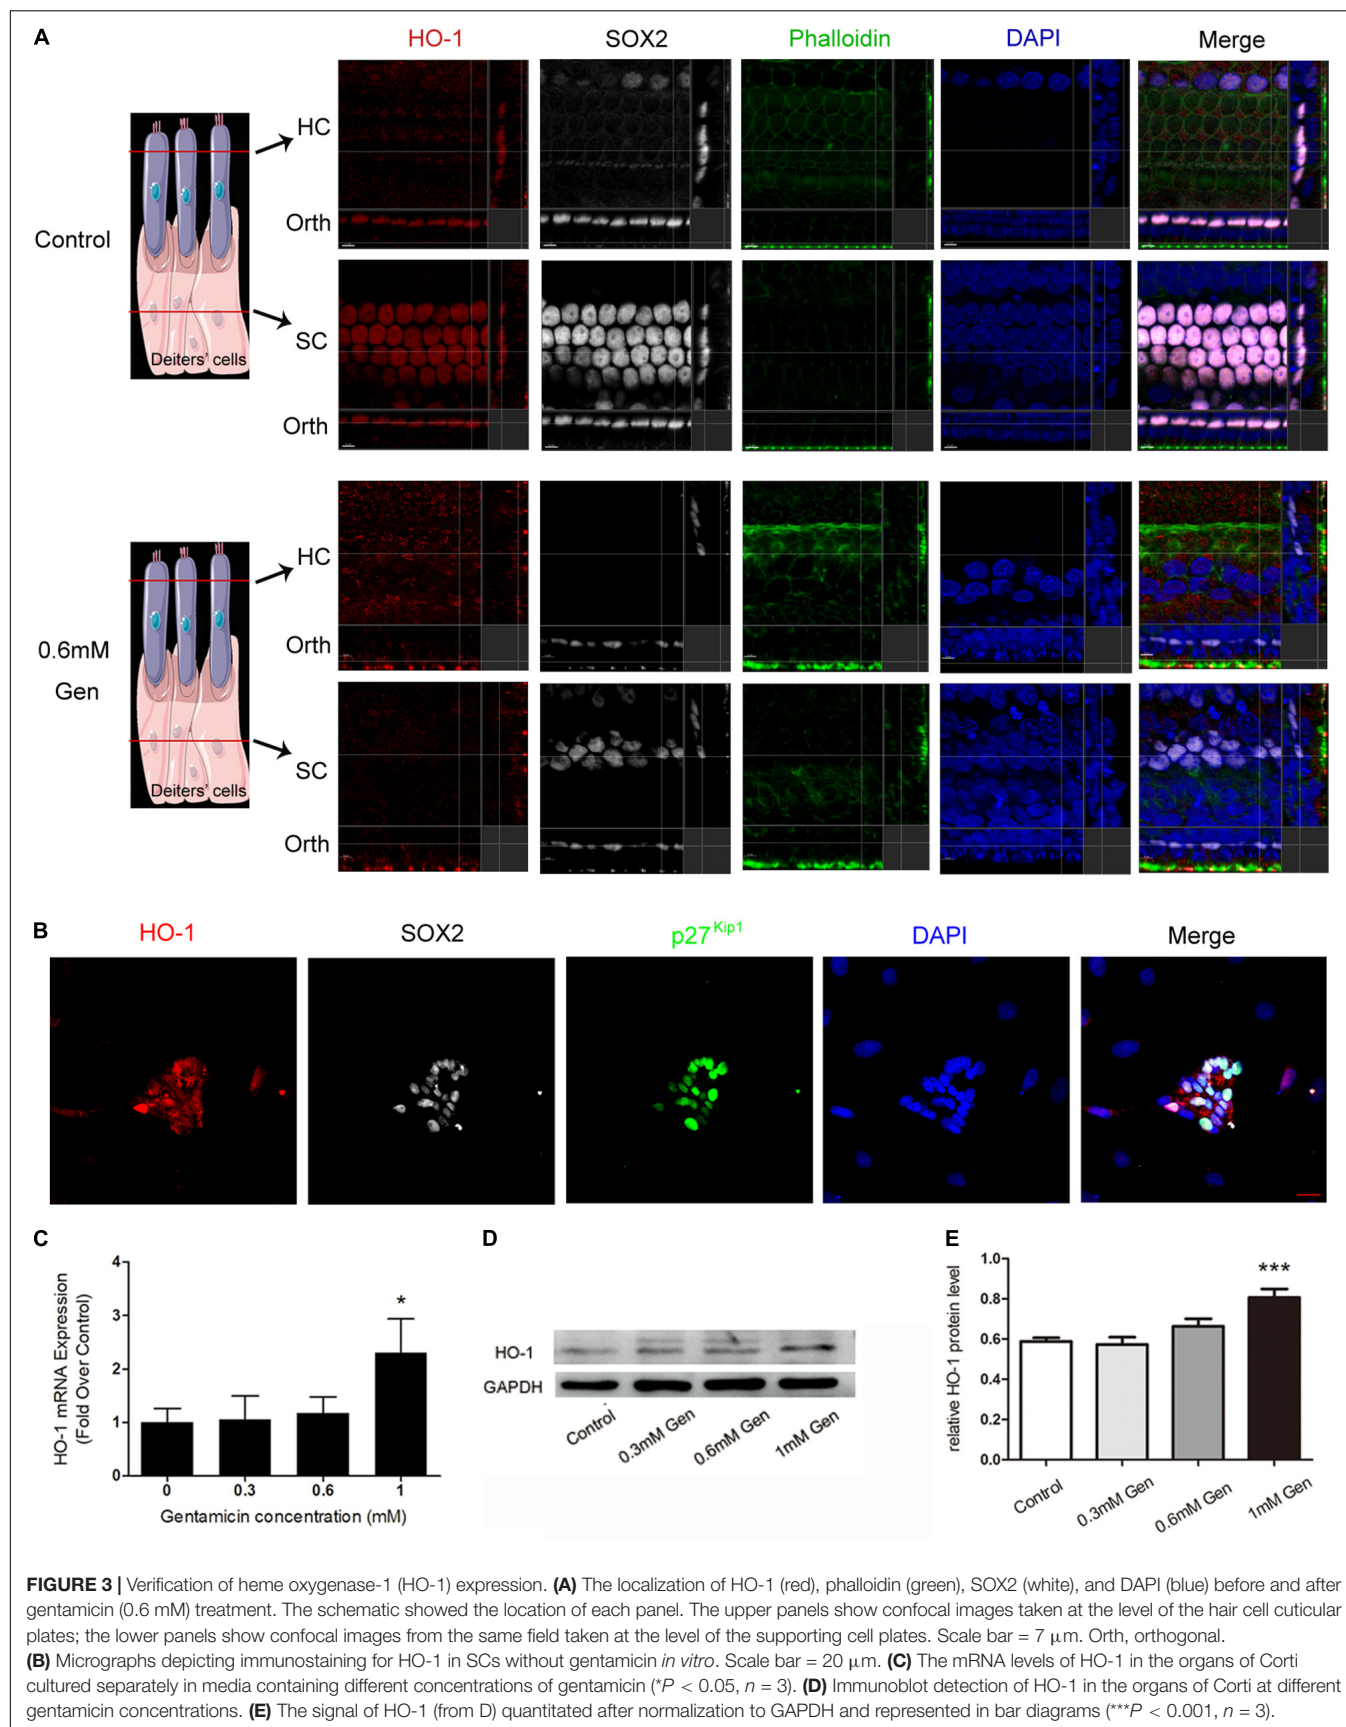 A
HO-1 SOX2 Phalloidin DAPI Merge
HC
Control
Orth
SC
Deiters' cells
Orth
HC
0.6mM
Gen
Orth
SC
Deiters' cells
Orth
B
HO-1 SOX2 p27Kip1 DAPI Merge
C
HO-1 mRNA Expression
(Fold Over Control)
4
3
2
1
0
*
0 0.3 0.6 1
Gentamicin concentration (mM)
D
HO-1
GAPDH
Control 0.3mM Gen 0.6mM Gen 1mM Gen
E
relative HO-1 protein level
1.0
0.8
0.6
0.4
0.2
0.0
***
Control 0.3mM Gen 0.6mM Gen 1mM Gen
FIGURE 3 | Verification of heme oxygenase-1 (HO-1) expression. (A) The localization of HO-1 (red), phalloidin (green), SOX2 (white), and DAPI (blue) before and after
gentamicin (0.6 mM) treatment. The schematic showed the location of each panel. The upper panels show confocal images taken at the level of the hair cell cuticular
plates; the lower panels show confocal images from the same field taken at the level of the supporting cell plates. Scale bar = 7 μm. Orth, orthogonal.
(B) Micrographs depicting immunostaining for HO-1 in SCs without gentamicin in vitro. Scale bar = 20 μm. (C) The mRNA levels of HO-1 in the organs of Corti
cultured separately in media containing different concentrations of gentamicin (*P < 0.05, n = 3). (D) Immunoblot detection of HO-1 in the organs of Corti at different
gentamicin concentrations. (E) The signal of HO-1 (from D) quantitated after normalization to GAPDH and represented in bar diagrams (***P < 0.001, n = 3).